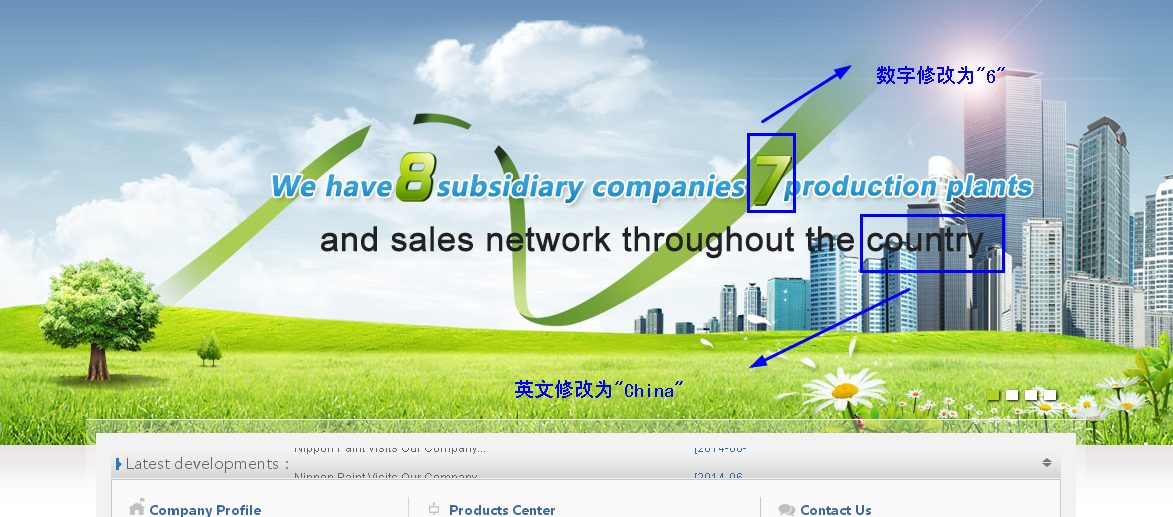 数字修改为"6"
We have 8 subsidiary companies 7 production plants
and sales network throughout the country
英文修改为"China"
Nippon Paint Visits Our Company... [2014-06-
Latest developments :
Nippon Paint Visits Our Company [2014-06
Company Profile Products Center Contact Us